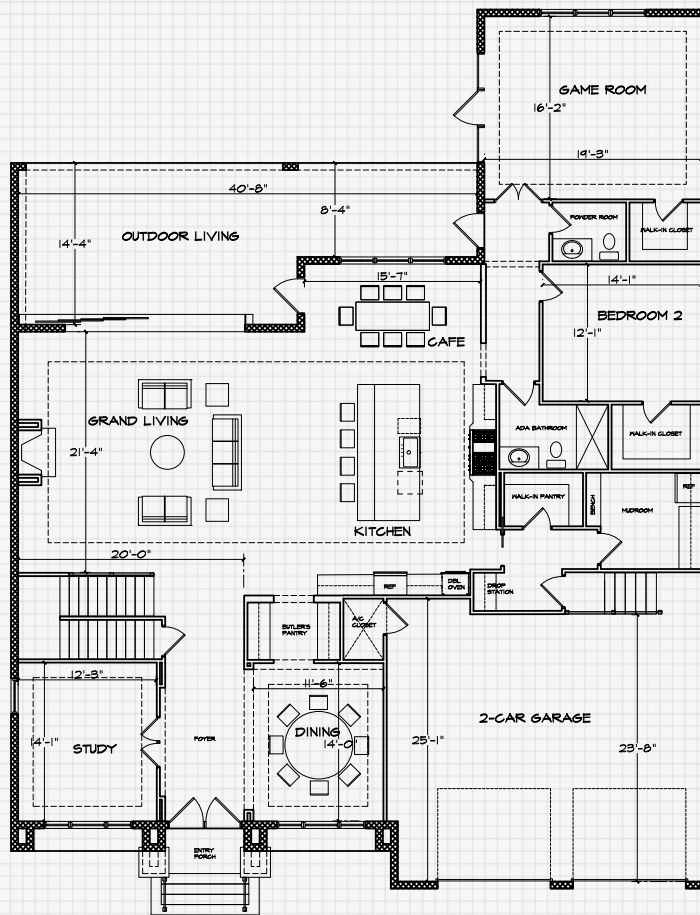 GAME ROOM
16'-2"
19'-3"
40'-8"
8'-4"
POWDER ROOM
WALK-IN CLOSET
OUTDOOR LIVING
14'-4"
15'-7"
14'-1"
BEDROOM 2
12'-1"
CAFE
GRAND LIVING
ADA BATHROOM
WALK-IN CLOSET
21'-4"
REF
WALK-IN PANTRY
BENCH
MUDROOM
KITCHEN
20'-0"
REF
DBL
OVEN
DROP
STATION
BUTLER'S
PANTRY
A/C
CLOSET
12'-3"
11'-6"
2-CAR GARAGE
DINING
14'-1"
STUDY
FOYER
14'-0"
25'-1"
23'-8"
ENTRY
PORCH